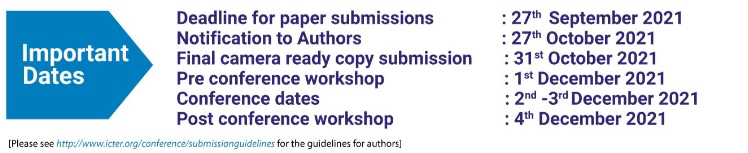 Important
Dates
Deadline for paper submissions : 27th September 2021
Notification to Authors : 27th October 2021
Final camera ready copy submission : 31st October 2021
Pre conference workshop : 1st December 2021
Conference dates : 2nd -3rd December 2021
Post conference workshop : 4th December 2021
[Please see http://www.icter.org/conference/submissionguidelines for the guidelines for authors]